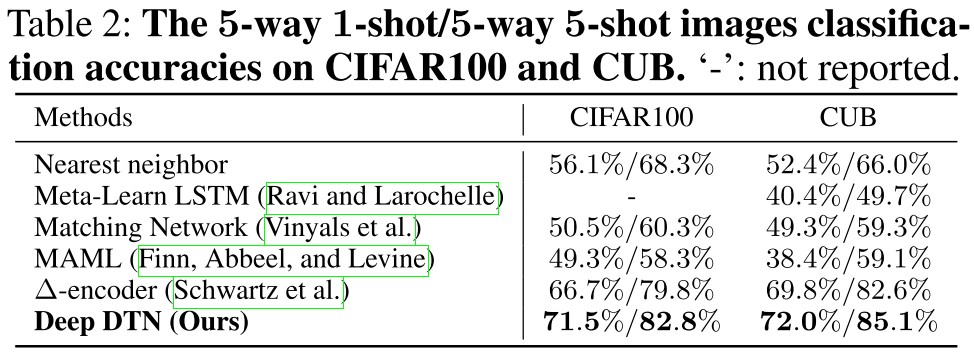 Table 2: The 5-way 1-shot/5-way 5-shot images classifica-
tion accuracies on CIFAR100 and CUB. ‘-’: not reported.
Methods CIFAR100 CUB
Nearest neighbor 56.1%/68.3% 52.4%/66.0%
Meta-Learn LSTM (Ravi and Larochelle) - 40.4%/49.7%
Matching Network (Vinyals et al.) 50.5%/60.3% 49.3%/59.3%
MAML (Finn, Abbeel, and Levine) 49.3%/58.3% 38.4%/59.1%
Δ-encoder (Schwartz et al.) 66.7%/79.8% 69.8%/82.6%
Deep DTN (Ours) 71.5%/82.8% 72.0%/85.1%